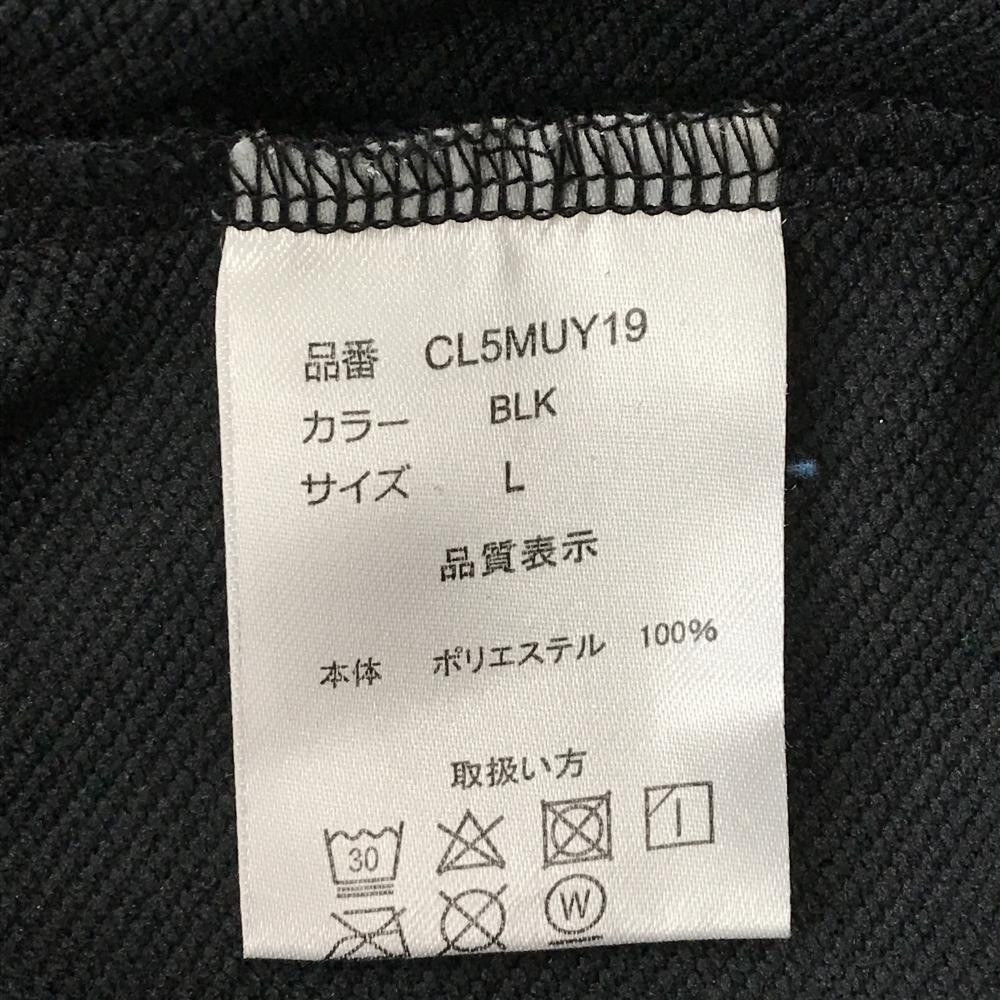 品番 CL5MUY19
カラー BLK
サイズ L
品質表示
本体 ポリエステル 100%
取扱い方
30
W